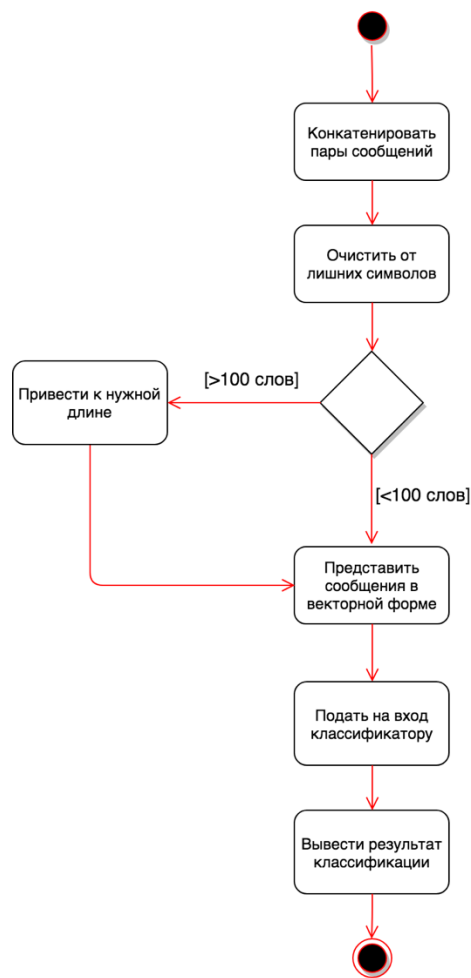 Конкатенировать
пары сообщений
Очистить от
лишних символов
[>100 слов]
Привести к нужной
длине
[<100 слов]
Представить
сообщения в
векторной форме
Подать на вход
классификатору
Вывести результат
классификации